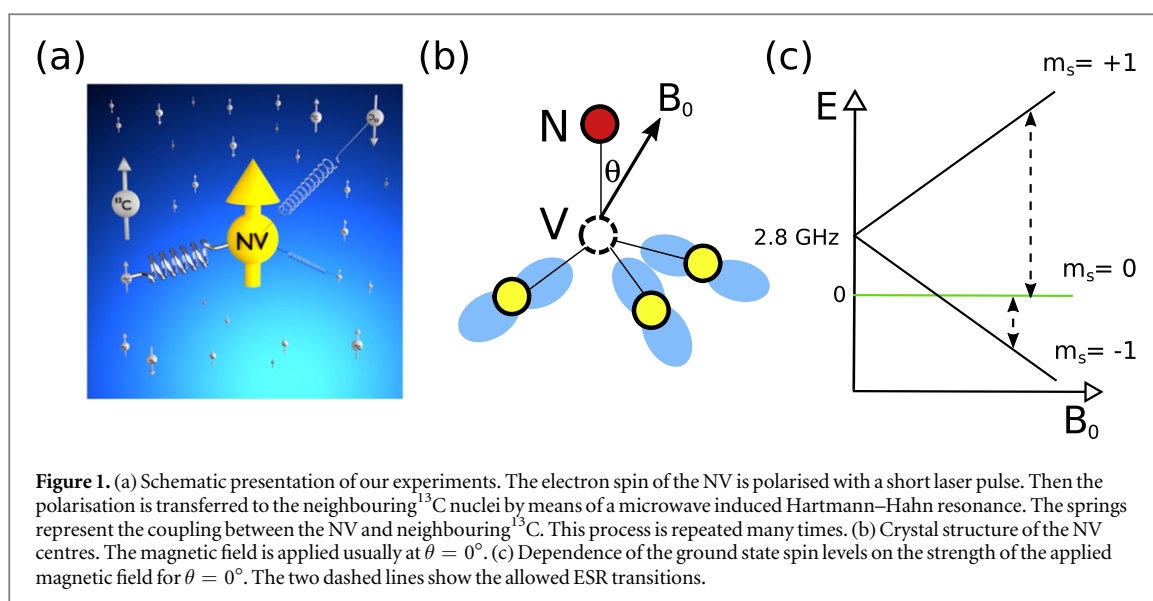 (a)
(b)
(c)
¹³C
NV
N
B₀
θ
V
E
mₛ= +1
2.8 GHz
mₛ= 0
0
mₛ= -1
B₀
Figure 1. (a) Schematic presentation of our experiments. The electron spin of the NV is polarised with a short laser pulse. Then the
polarisation is transferred to the neighbouring ¹³C nuclei by means of a microwave induced Hartmann–Hahn resonance. The springs
represent the coupling between the NV and neighbouring ¹³C. This process is repeated many times. (b) Crystal structure of the NV
centres. The magnetic field is applied usually at θ = 0°. (c) Dependence of the ground state spin levels on the strength of the applied
magnetic field for θ = 0°. The two dashed lines show the allowed ESR transitions.